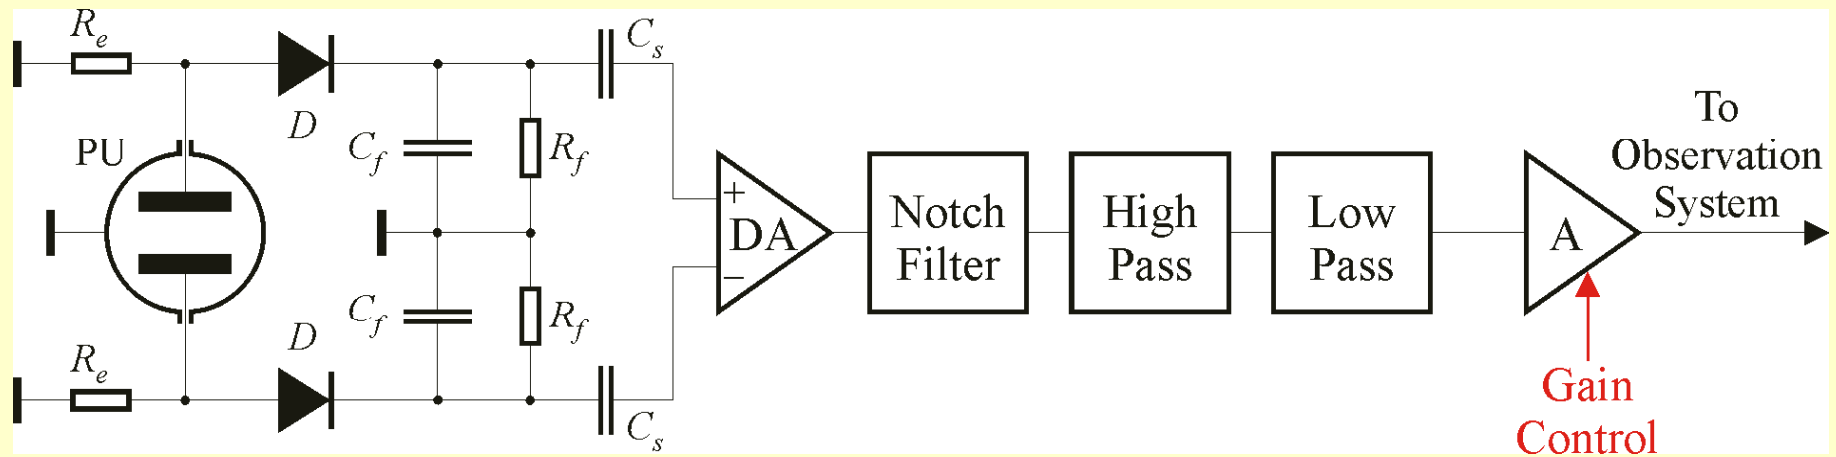 Re
D
Cs
PU
Cf
Rf
+
DA
−
Notch
Filter
High
Pass
Low
Pass
A
To
Observation
System
Re
D
Cf
Rf
Cs
Gain
Control